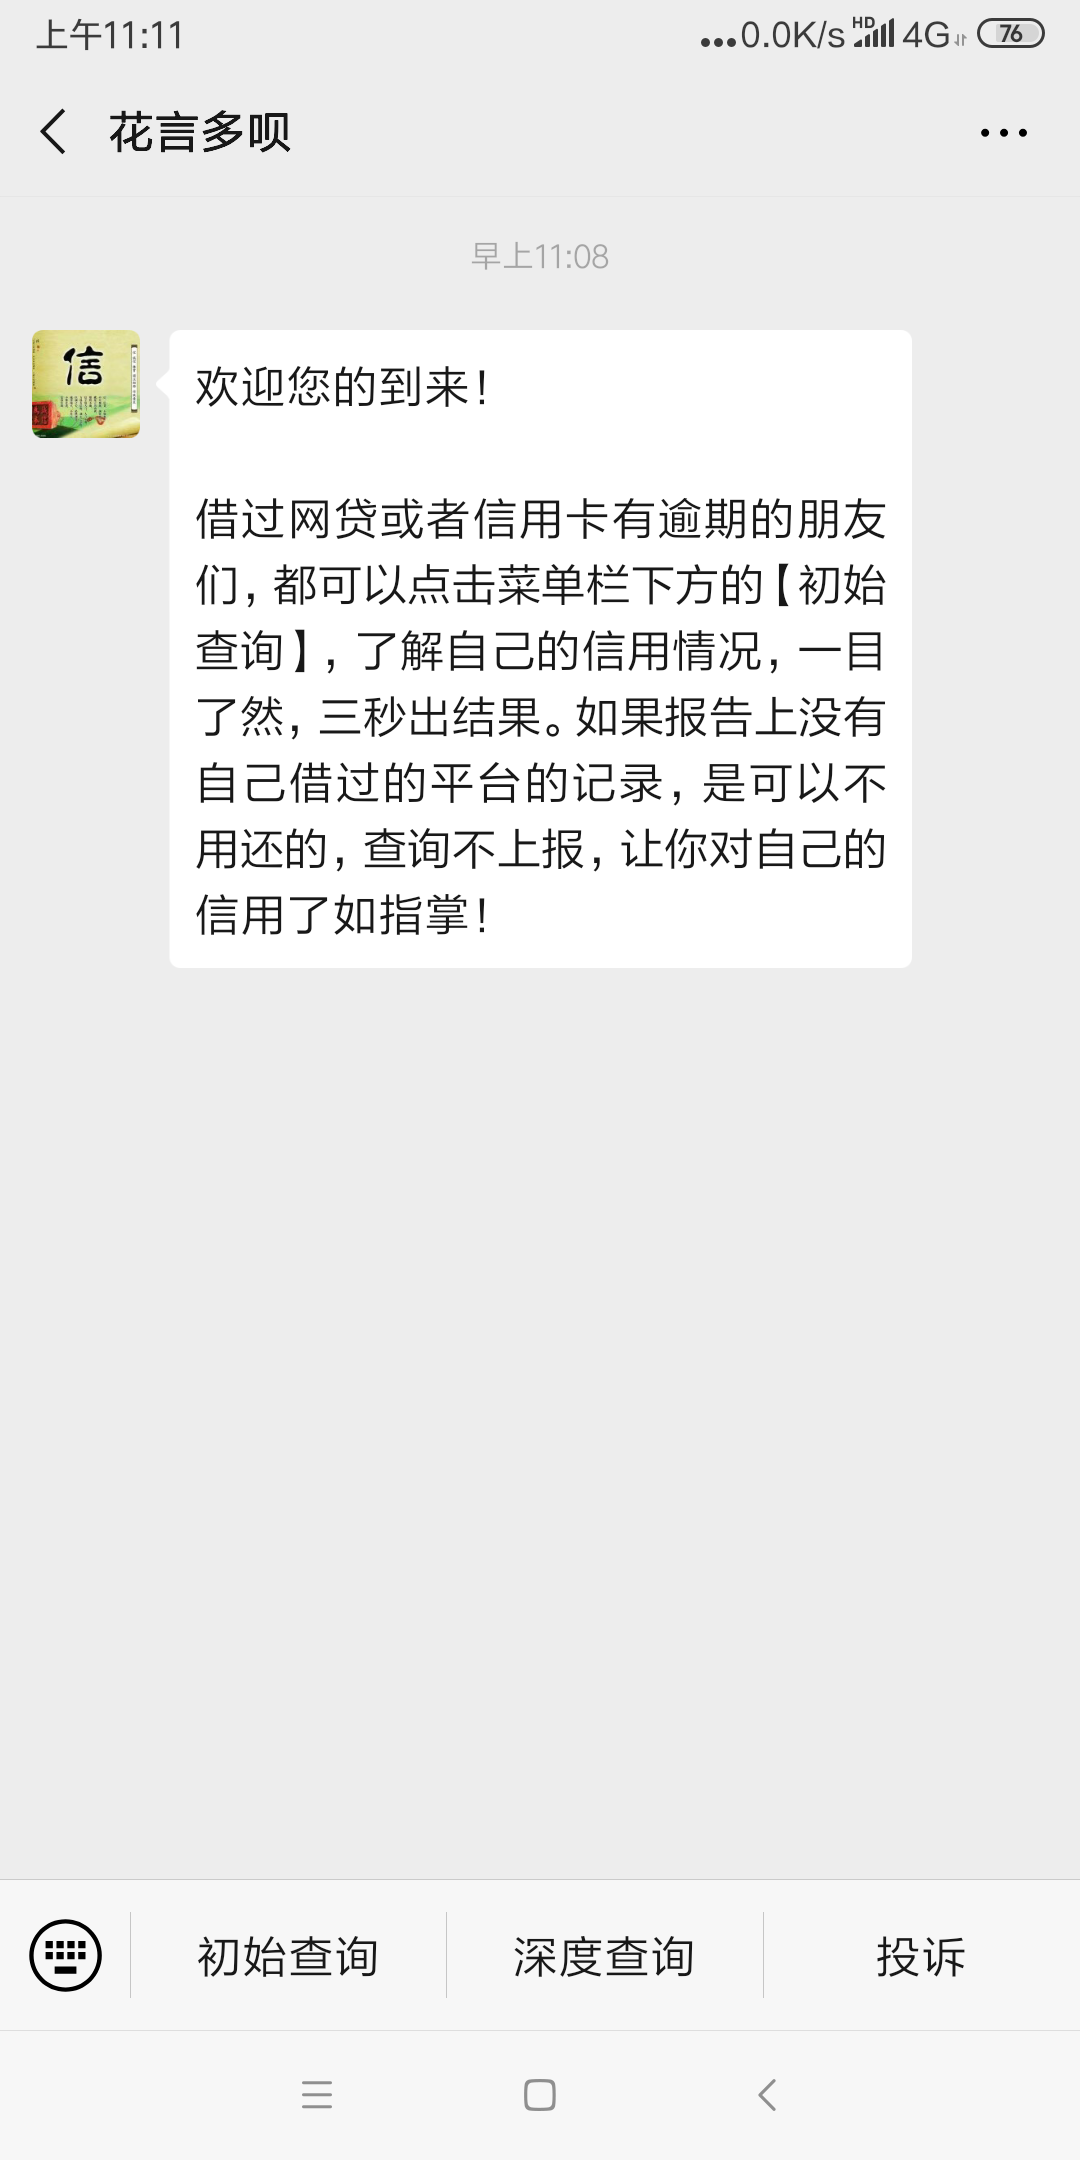 上午11:11
...0.0K/s HD 4G 76
花言多呗
早上11:08
信
欢迎您的到来!
借过网贷或者信用卡有逾期的朋友
们,都可以点击菜单栏下方的【初始
查询】,了解自己的信用情况,一目
了然,三秒出结果。如果报告上没有
自己借过的平台的记录,是可以不
用还的,查询不上报,让你对自己的
信用了如指掌!
初始查询
深度查询
投诉